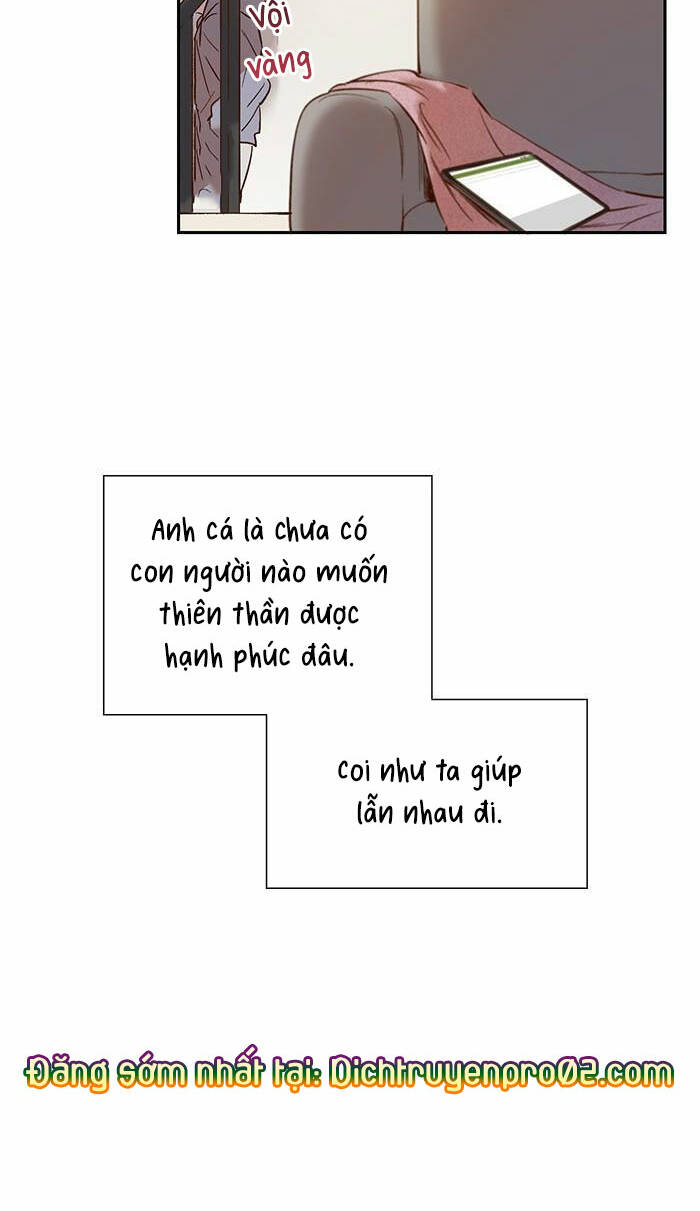 vội
vàng
Anh cá là chưa có
con người nào muốn
thiên thần được
hạnh phúc đâu.
coi như ta giúp
lẫn nhau đi.
Đăng sớm nhất tại: Dichtruyenpro02.com